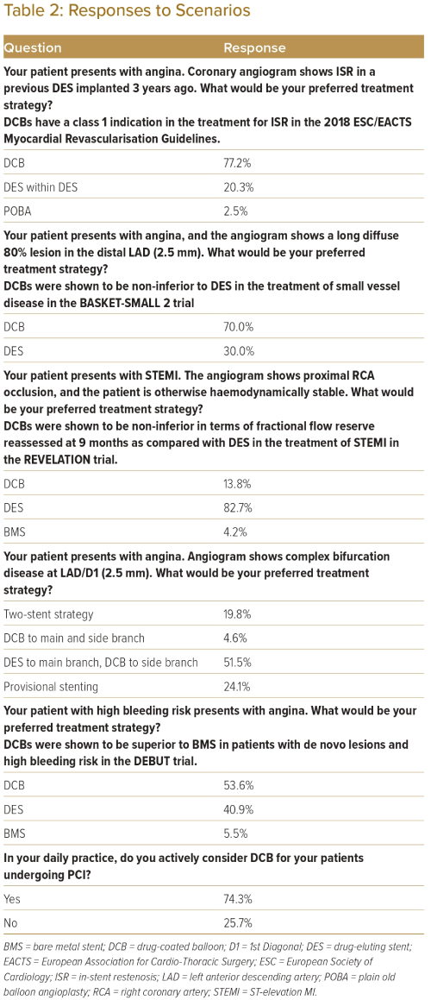 Table 2: Responses to Scenarios
Question Response
Your patient presents with angina. Coronary angiogram shows ISR in a
previous DES implanted 3 years ago. What would be your preferred treatment
strategy?
DCBs have a class 1 indication in the treatment for ISR in the 2018 ESC/EACTS
Myocardial Revascularisation Guidelines.
DCB 77.2%
DES within DES 20.3%
POBA 2.5%
Your patient presents with angina, and the angiogram shows a long diffuse
80% lesion in the distal LAD (2.5 mm). What would be your preferred
treatment strategy?
DCBs were shown to be non-inferior to DES in the treatment of small vessel
disease in the BASKET-SMALL 2 trial
DCB 70.0%
DES 30.0%
Your patient presents with STEMI. The angiogram shows proximal RCA
occlusion, and the patient is otherwise haemodynamically stable. What would
be your preferred treatment strategy?
DCBs were shown to be non-inferior in terms of fractional flow reserve
reassessed at 9 months as compared with DES in the treatment of STEMI in
the REVELATION trial.
DCB 13.8%
DES 82.7%
BMS 4.2%
Your patient presents with angina. Angiogram shows complex bifurcation
disease at LAD/D1 (2.5 mm). What would be your preferred treatment
strategy?
Two-stent strategy 19.8%
DCB to main and side branch 4.6%
DES to main branch, DCB to side branch 51.5%
Provisional stenting 24.1%
Your patient with high bleeding risk presents with angina. What would be your
preferred treatment strategy?
DCBs were shown to be superior to BMS in patients with de novo lesions and
high bleeding risk in the DEBUT trial.
DCB 53.6%
DES 40.9%
BMS 5.5%
In your daily practice, do you actively consider DCB for your patients
undergoing PCI?
Yes 74.3%
No 25.7%
BMS = bare metal stent; DCB = drug-coated balloon; D1 = 1st Diagonal; DES = drug-eluting stent;
EACTS = European Association for Cardio-Thoracic Surgery; ESC = European Society of
Cardiology; ISR = in-stent restenosis; LAD = left anterior descending artery; POBA = plain old
balloon angioplasty; RCA = right coronary artery; STEMI = ST-elevation MI.